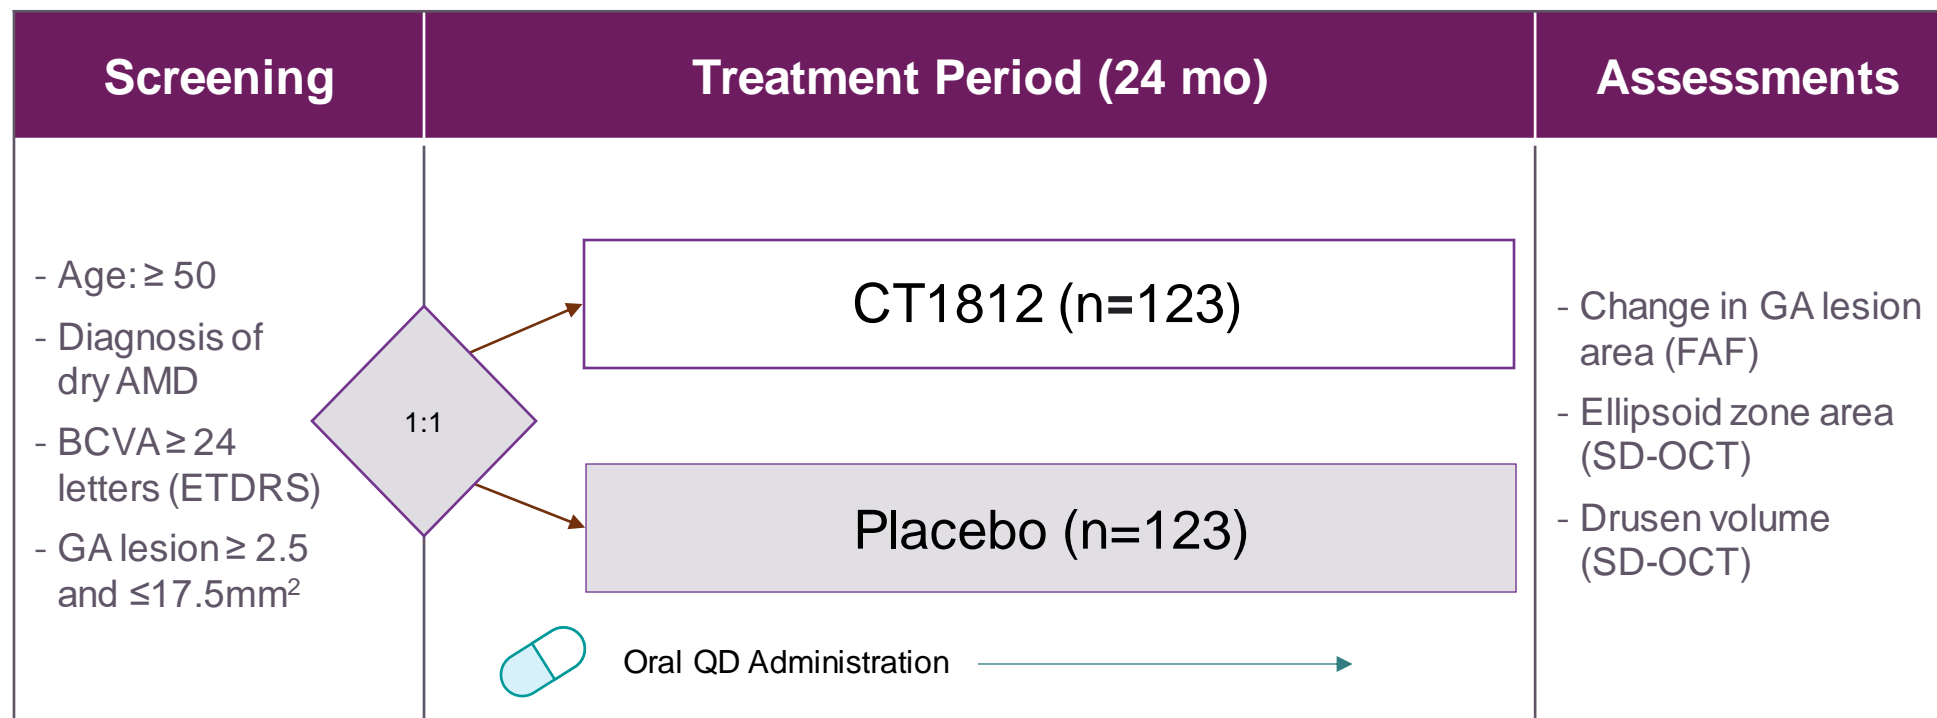 Screening
Treatment Period (24 mo)
Assessments
- Age: ≥ 50
- Diagnosis of
dry AMD
- BCVA ≥ 24
letters (ETDRS)
- GA lesion ≥ 2.5
and ≤17.5mm²
1:1
CT1812 (n=123)
Placebo (n=123)
Oral QD Administration
- Change in GA lesion
area (FAF)
- Ellipsoid zone area
(SD-OCT)
- Drusen volume
(SD-OCT)